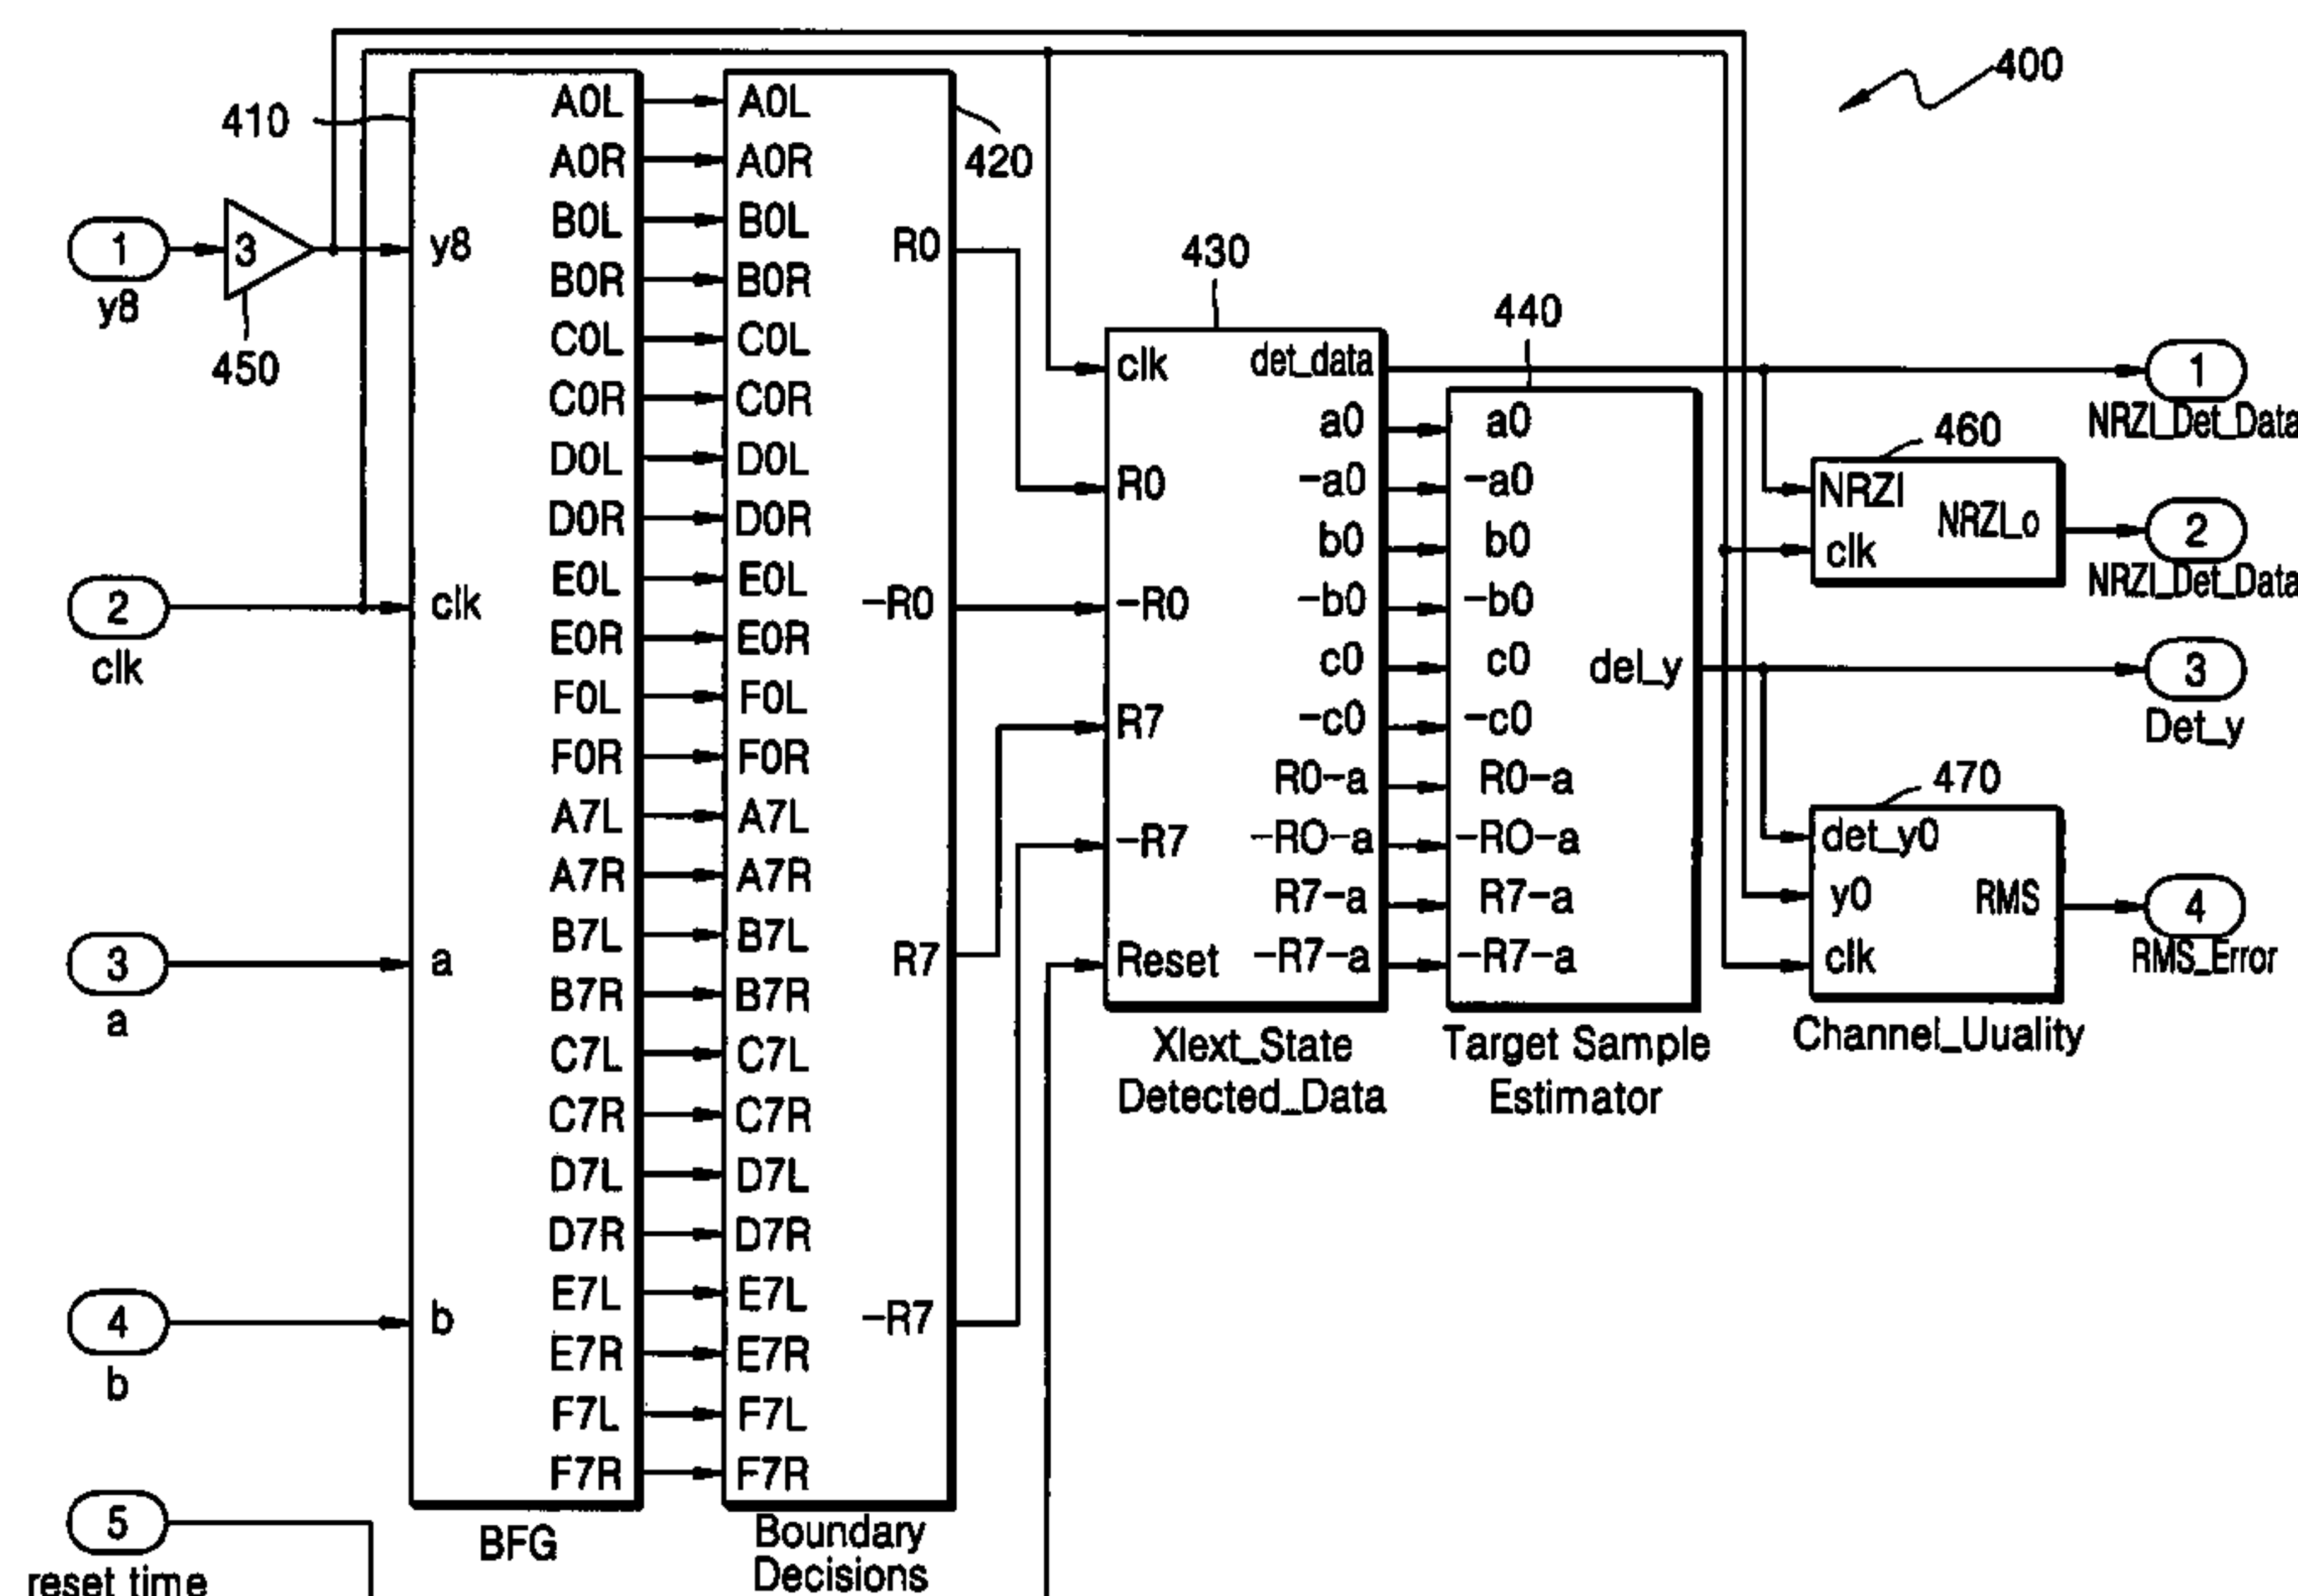 400
410
1
y8
3
450
2
clk
3
a
4
b
5
reset time
y8
clk
a
b
A0L
A0R
B0L
B0R
C0L
C0R
D0L
D0R
E0L
E0R
F0L
F0R
A7L
A7R
B7L
B7R
C7L
C7R
D7L
D7R
E7L
E7R
F7L
F7R
BFG
420
A0L
A0R
B0L
B0R
C0L
C0R
D0L
D0R
E0L
E0R
F0L
F0R
A7L
A7R
B7L
B7R
C7L
C7R
D7L
D7R
E7L
E7R
F7L
F7R
R0
-R0
R7
-R7
Boundary
Decisions
430
clk
R0
-R0
R7
-R7
Reset
det_data
a0
-a0
b0
-b0
c0
-c0
R0-a
-RO-a
R7-a
-R7-a
Xlext_State
Detected_Data
440
a0
-a0
b0
-b0
c0
-c0
R0-a
-RO-a
R7-a
-R7-a
del_y
Target Sample
Estimator
460
NRZI
clk
NRZI_o
470
det_y0
y0
clk
RMS
Channel_Uuality
1
NRZI_Det_Data
2
NRZI_Det_Data
3
Det_y
4
RMS_Error